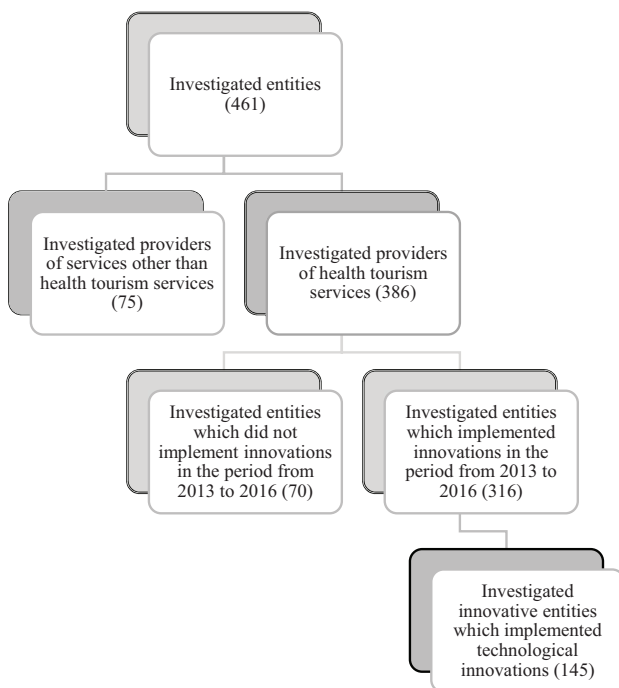 Investigated entities
(461)
Investigated providers
of services other than
health tourism services
(75)
Investigated providers
of health tourism
services (386)
Investigated entities
which did not
implement innovations
in the period from
2013 to 2016 (70)
Investigated entities
which implemented
innovations in the
period from 2013 to
2016 (316)
Investigated
innovative entities
which implemented
technological
innovations (145)